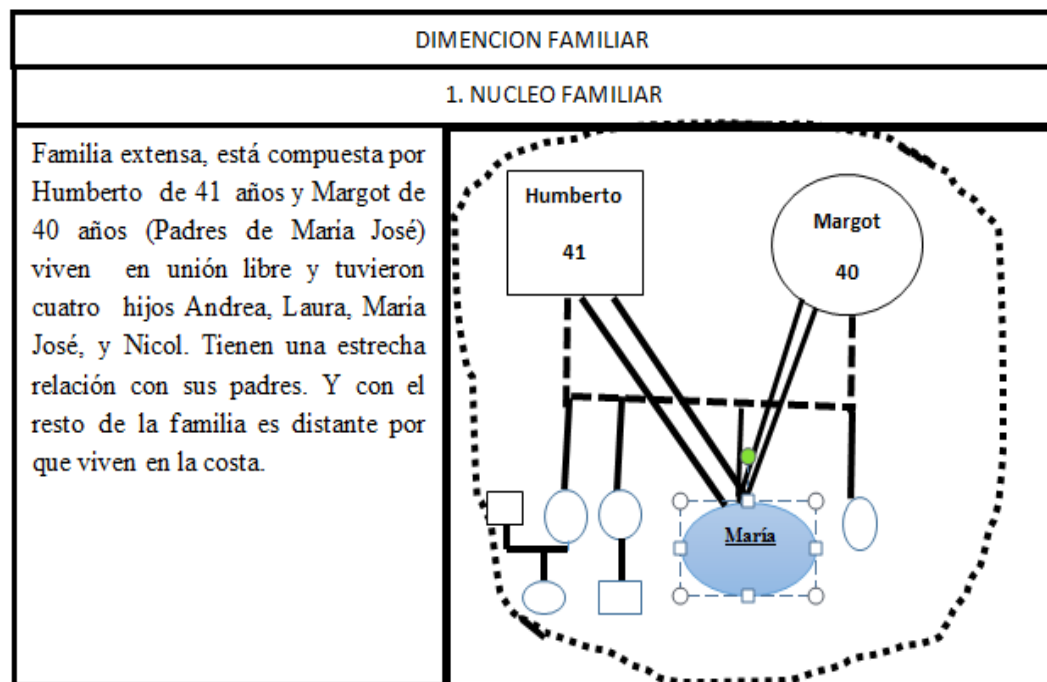 DIMENCION FAMILIAR
1. NUCLEO FAMILIAR
Familia extensa, está compuesta por
Humberto de 41 años y Margot de
40 años (Padres de María José)
viven en unión libre y tuvieron
cuatro hijos Andrea, Laura, María
José, y Nicol. Tienen una estrecha
relación con sus padres. Y con el
resto de la familia es distante por
que viven en la costa.
Humberto
41
Margot
40
María